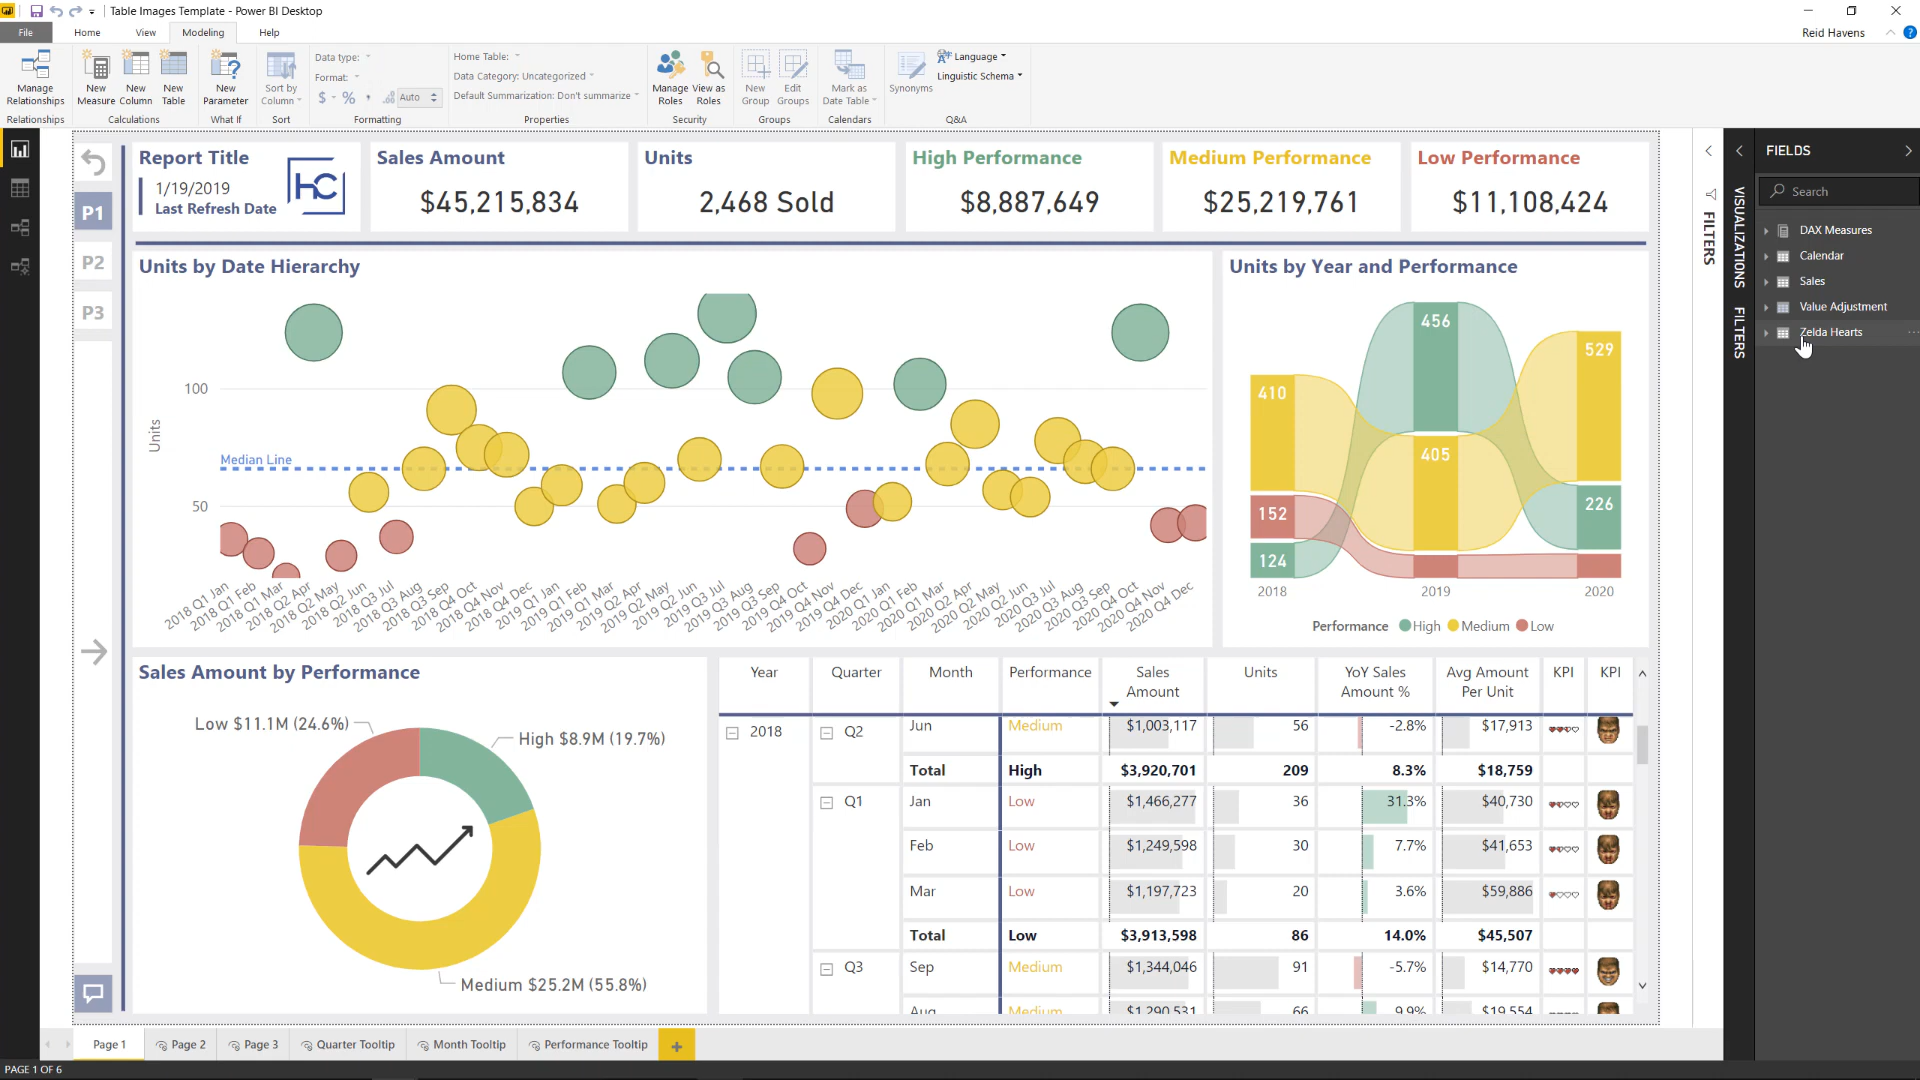 Table Images Template - Power BI Desktop
File
Home
View
Modeling
Help
Reid Havens
?
Manage Relationships
Relationships
New Measure
New Column
New Table
Calculations
New Parameter
What If
Sort by Column
Sort
Data type:
Format:
$ % , Auto
Formatting
Home Table:
Data Category: Uncategorized
Default Summarization: Don't summarize
Properties
Manage Roles
View as Roles
Security
New Group
Edit Groups
Groups
Mark as Date Table
Calendars
Synonyms
Language
Linguistic Schema
Q&A
P1
P2
P3
Report Title
1/19/2019
Last Refresh Date
HC
Sales Amount
$45,215,834
Units
2,468 Sold
High Performance
$8,887,649
Medium Performance
$25,219,761
Low Performance
$11,108,424
Units by Date Hierarchy
Units
100
50
Median Line
2018 Q1 Jan
2018 Q1 Feb
2018 Q1 Mar
2018 Q2 Apr
2018 Q2 May
2018 Q2 Jun
2018 Q3 Jul
2018 Q3 Aug
2018 Q3 Sep
2018 Q4 Oct
2018 Q4 Nov
2018 Q4 Dec
2019 Q1 Jan
2019 Q1 Feb
2019 Q1 Mar
2019 Q2 Apr
2019 Q2 May
2019 Q2 Jun
2019 Q3 Jul
2019 Q3 Aug
2019 Q3 Sep
2019 Q4 Oct
2019 Q4 Nov
2019 Q4 Dec
2020 Q1 Jan
2020 Q1 Feb
2020 Q1 Mar
2020 Q2 Apr
2020 Q2 May
2020 Q2 Jun
2020 Q3 Jul
2020 Q3 Aug
2020 Q3 Sep
2020 Q4 Oct
2020 Q4 Nov
2020 Q4 Dec
Units by Year and Performance
410
152
124
456
405
529
226
2018
2019
2020
Performance High Medium Low
Sales Amount by Performance
Low $11.1M (24.6%)
High $8.9M (19.7%)
Medium $25.2M (55.8%)
Year Quarter Month Performance Sales Amount Units YoY Sales Amount % Avg Amount Per Unit KPI KPI
2018 Q2 Jun Medium $1,003,117 56 -2.8% $17,913
Total High $3,920,701 209 8.3% $18,759
Q1 Jan Low $1,466,277 36 31.3% $40,730
Feb Low $1,249,598 30 7.7% $41,653
Mar Low $1,197,723 20 3.6% $59,886
Total Low $3,913,598 86 14.0% $45,507
Q3 Sep Medium $1,344,046 91 -5.7% $14,770
Aug Medium $1,290,531 66 9.9% $19,554
FILTERS
VISUALIZATIONS
FILTERS
FIELDS
Search
DAX Measures
Calendar
Sales
Value Adjustment
Zelda Hearts
Page 1
Page 2
Page 3
Quarter Tooltip
Month Tooltip
Performance Tooltip
+
PAGE 1 OF 6